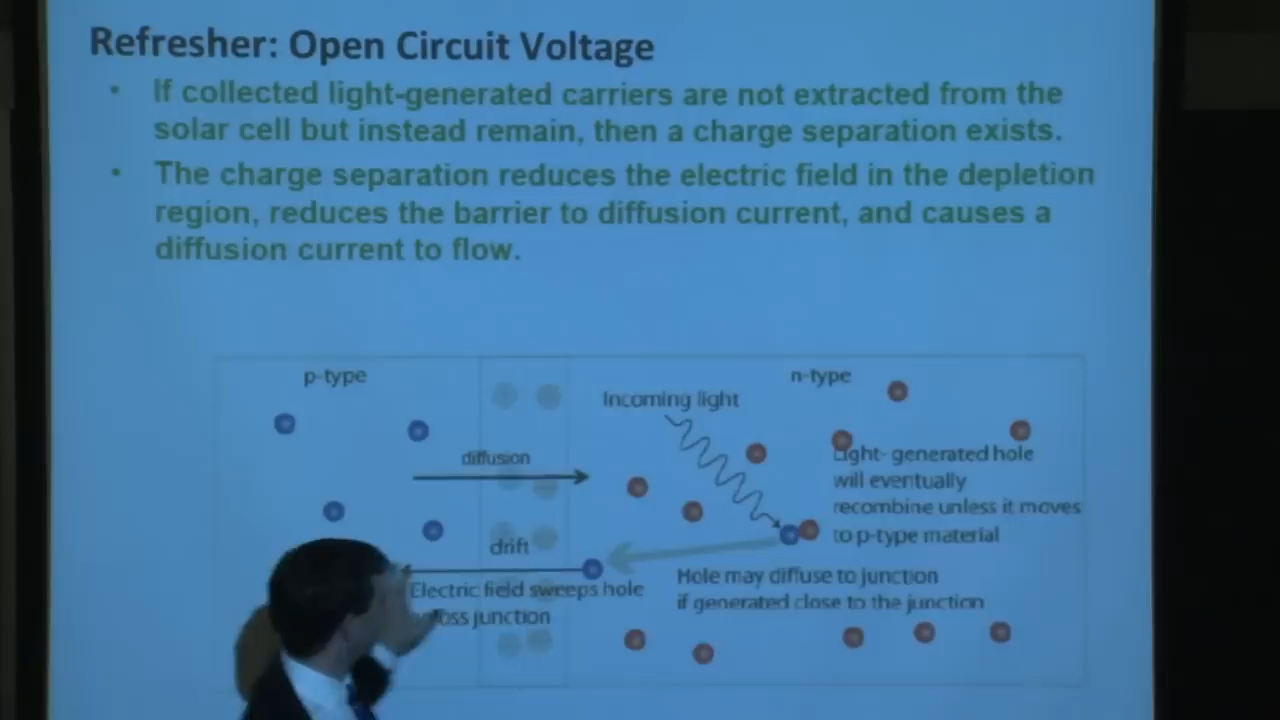 Refresher: Open Circuit Voltage
• If collected light-generated carriers are not extracted from the
solar cell but instead remain, then a charge separation exists.
• The charge separation reduces the electric field in the depletion
region, reduces the barrier to diffusion current, and causes a
diffusion current to flow.
p-type
n-type
Incoming light
diffusion
Light- generated hole
will eventually
recombine unless it moves
to p-type material
drift
Electric field sweeps hole
junction
Hole may diffuse to junction
if generated close to the junction